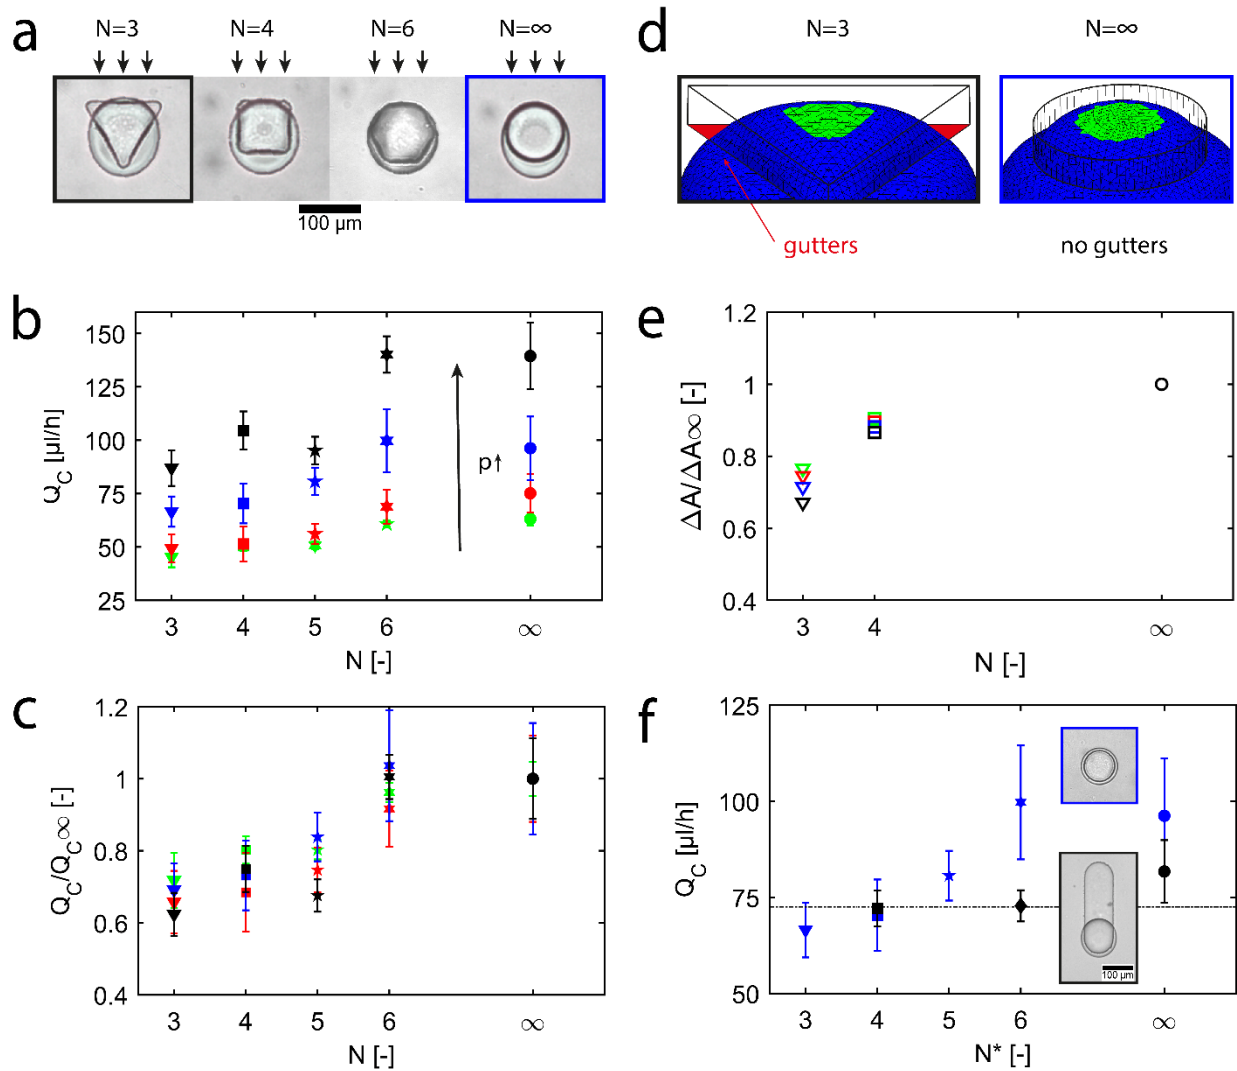 a
N=3 N=4 N=6 N=∞
100 µm
d
N=3 N=∞
gutters
no gutters
b
150
125
100
75
50
25
Q_C [µl/h]
p↑
3 4 5 6 ∞
N [-]
e
1.2
1
0.8
0.6
0.4
ΔA/ΔA∞ [-]
3 4 ∞
N [-]
c
1.2
1
0.8
0.6
0.4
Q_C/Q_C∞ [-]
3 4 5 6 ∞
N [-]
f
125
100
75
50
Q_C [µl/h]
100 µm
3 4 5 6 ∞
N* [-]